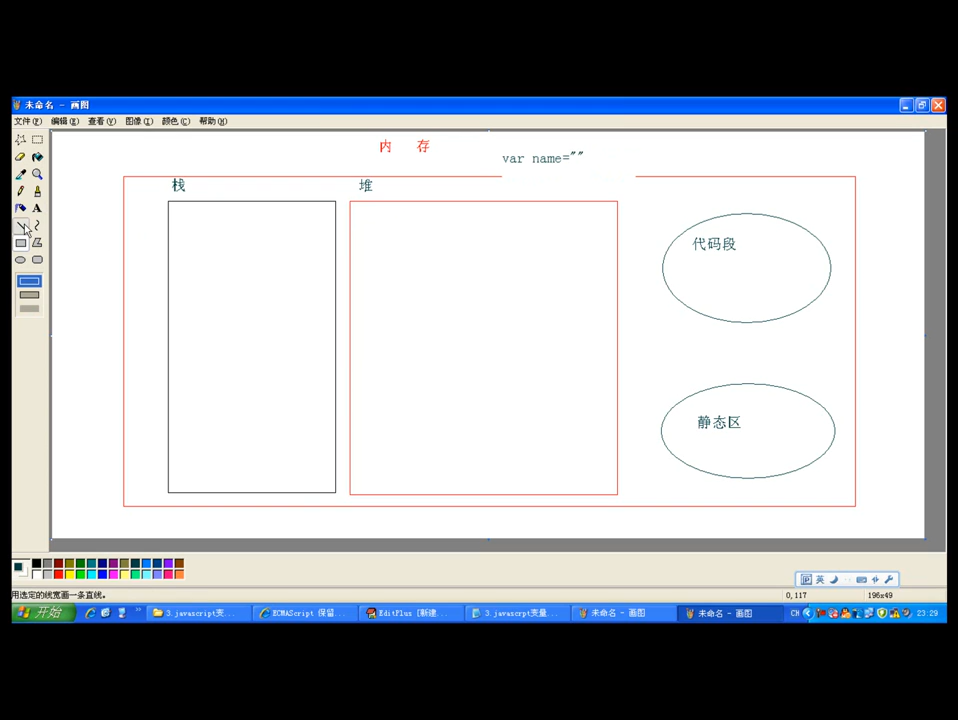 未命名 - 画图
文件(F) 编辑(E) 查看(V) 图像(I) 颜色(C) 帮助(H)
内 存
var name=""
栈 堆
代码段
静态区
用选定的线宽画一条直线。 0,117 196x49
开始 3.javascript变... ECMAScript 保留... EditPlus [新建... 3.javascrpt变量... 未命名 - 画图 未命名 - 画图 CH 23:29
英